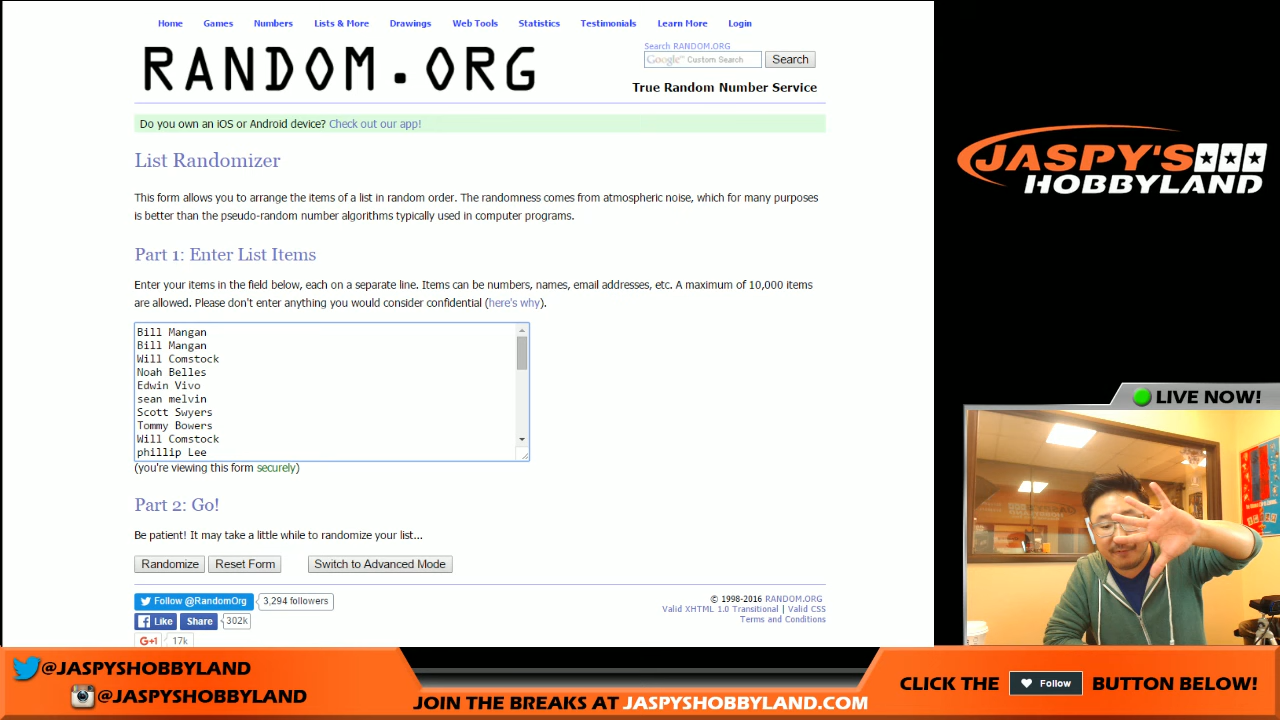 Home Games Numbers Lists & More Drawings Web Tools Statistics Testimonials Learn More Login
RANDOM.ORG
Search RANDOM.ORG
Google™ Custom Search Search
True Random Number Service
Do you own an iOS or Android device? Check out our app!
List Randomizer
This form allows you to arrange the items of a list in random order. The randomness comes from atmospheric noise, which for many purposes
is better than the pseudo-random number algorithms typically used in computer programs.
Part 1: Enter List Items
Enter your items in the field below, each on a separate line. Items can be numbers, names, email addresses, etc. A maximum of 10,000 items
are allowed. Please don't enter anything you would consider confidential (here's why).
Bill Mangan
Bill Mangan
Will Comstock
Noah Belles
Edwin Vivo
sean melvin
Scott Swyers
Tommy Bowers
Will Comstock
phillip Lee
(you're viewing this form securely)
Part 2: Go!
Be patient! It may take a little while to randomize your list...
Randomize Reset Form Switch to Advanced Mode
Follow @RandomOrg 3,294 followers
Like Share 302k
G+1 17k
© 1998-2016 RANDOM.ORG
Valid XHTML 1.0 Transitional | Valid CSS
Terms and Conditions
JASPY'S
HOBBYLAND
LIVE NOW!
@JASPYSHOBBYLAND
@JASPYSHOBBYLAND
JOIN THE BREAKS AT JASPYSHOBBYLAND.COM
CLICK THE Follow BUTTON BELOW!